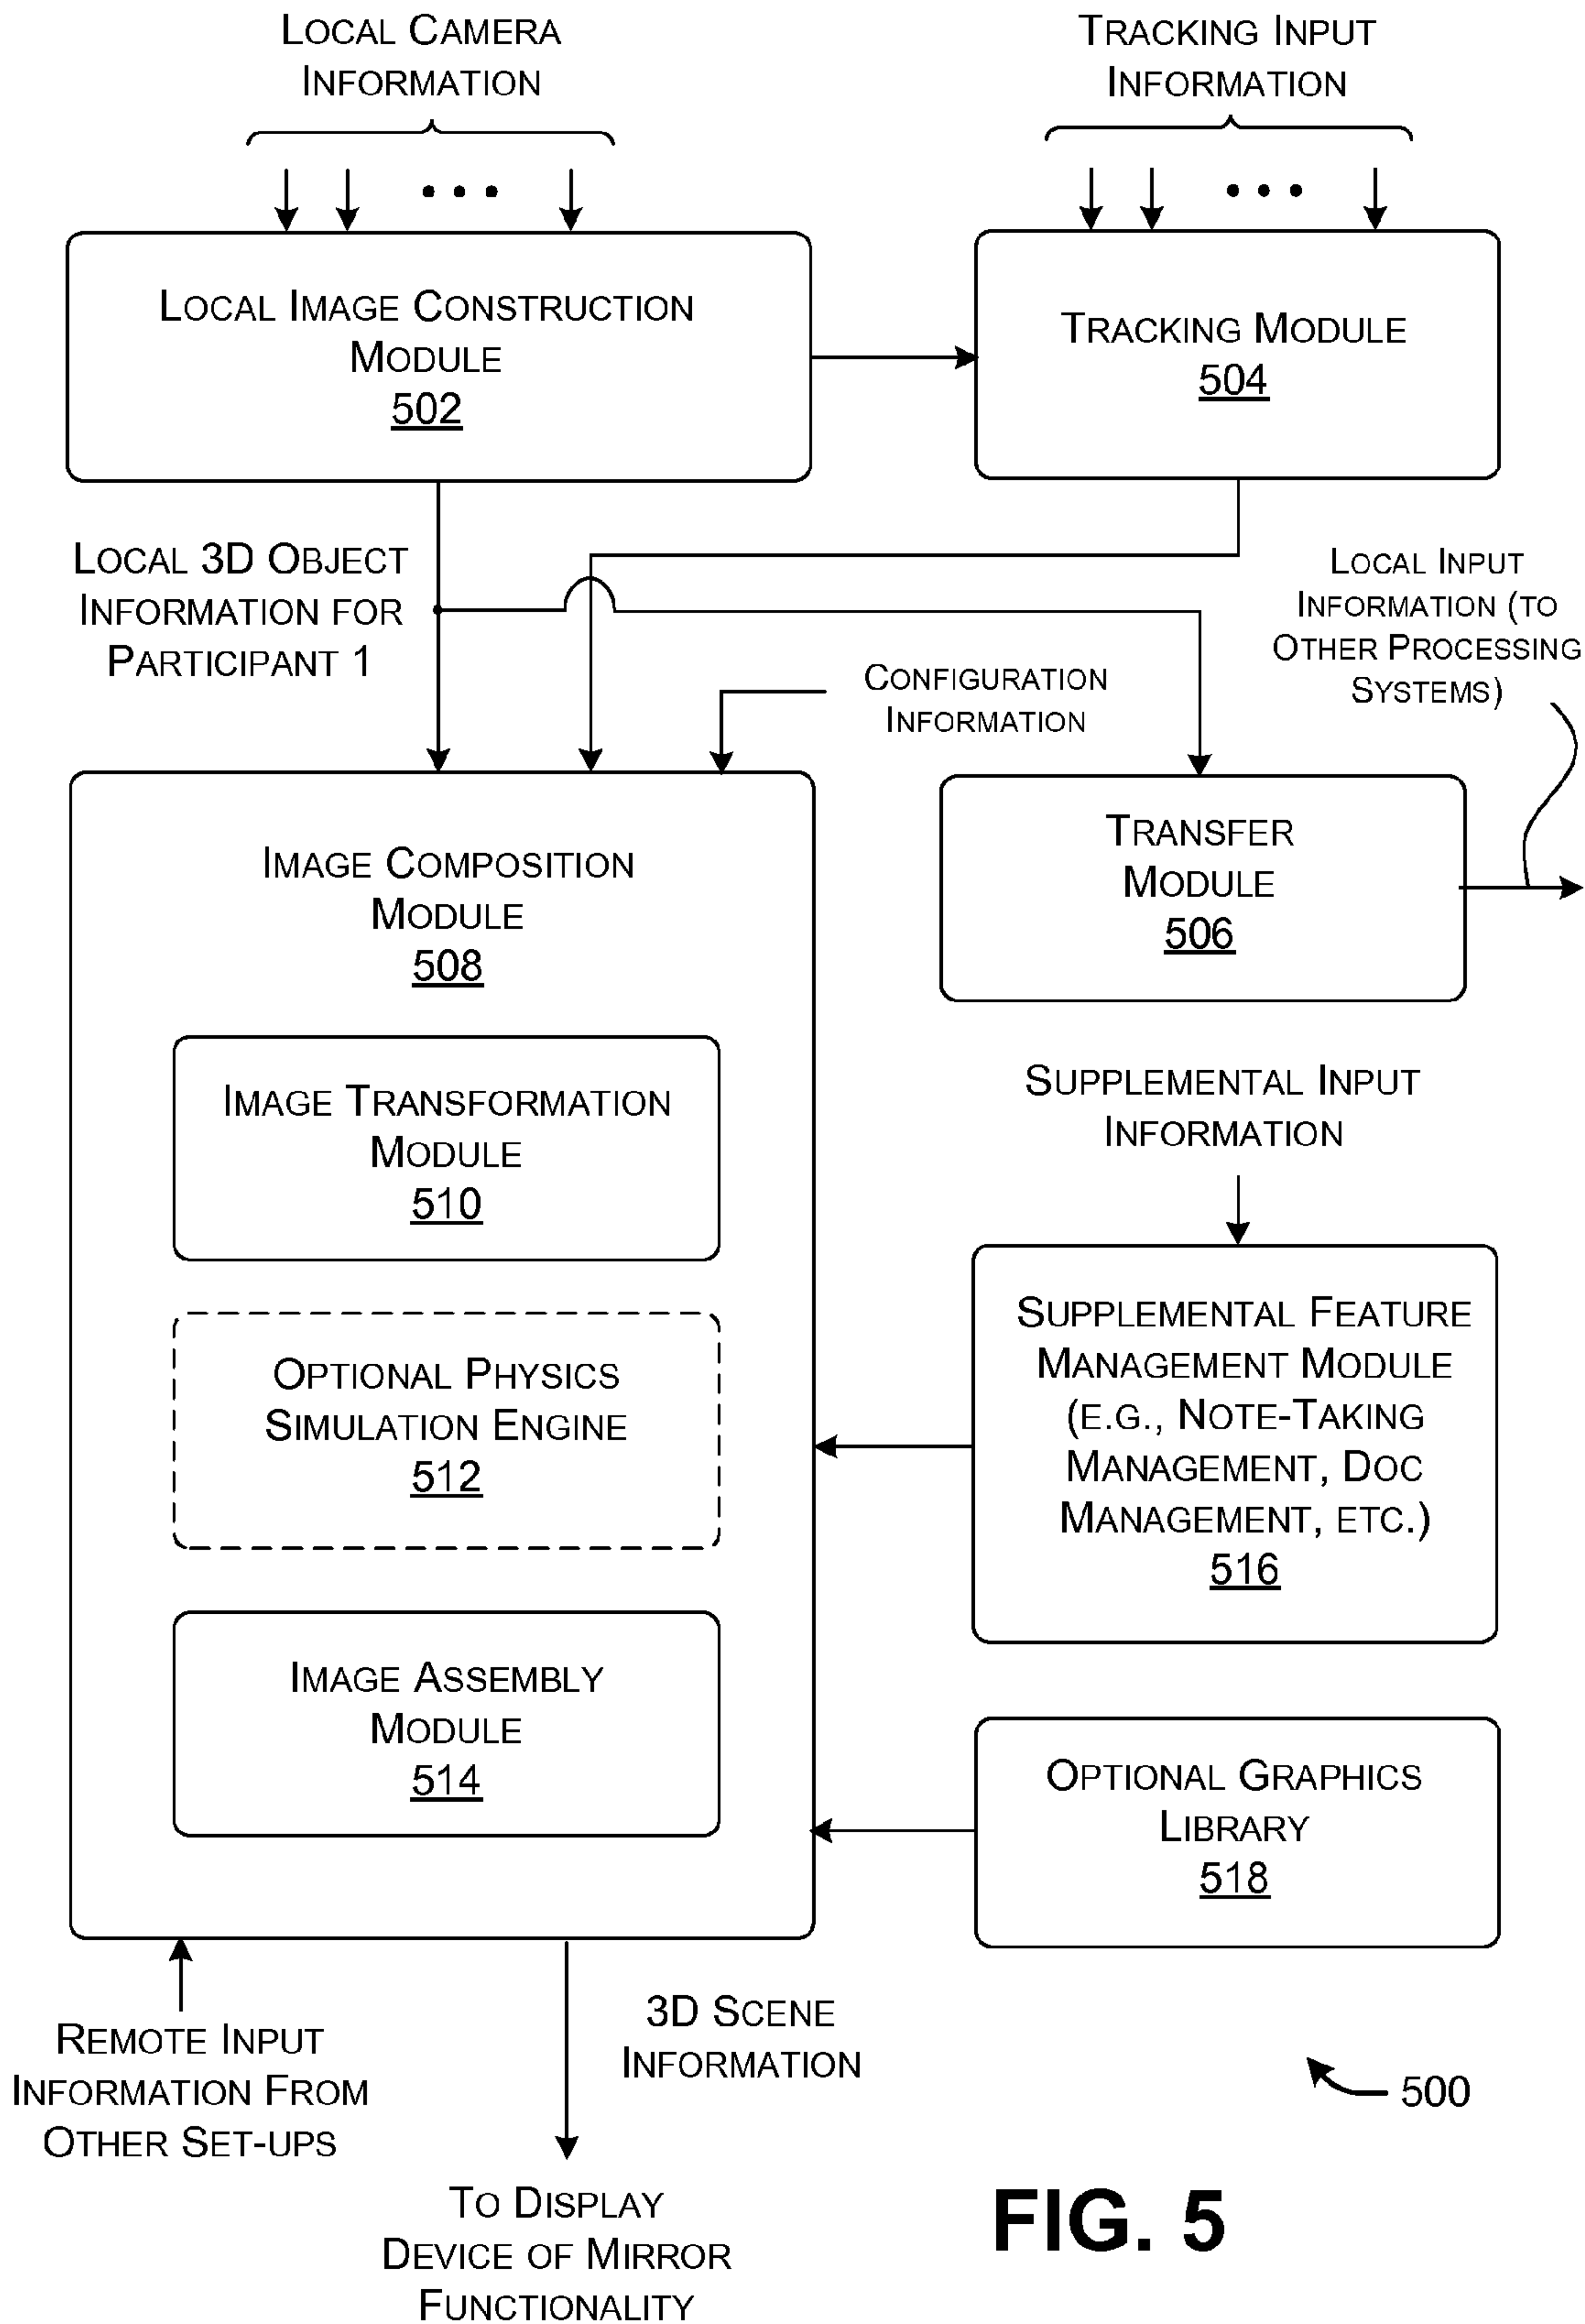 LOCAL CAMERA
INFORMATION
TRACKING INPUT
INFORMATION
LOCAL IMAGE CONSTRUCTION
MODULE
502
TRACKING MODULE
504
LOCAL 3D OBJECT
INFORMATION FOR
PARTICIPANT 1
LOCAL INPUT
INFORMATION (TO
OTHER PROCESSING
SYSTEMS)
CONFIGURATION
INFORMATION
IMAGE COMPOSITION
MODULE
508
TRANSFER
MODULE
506
IMAGE TRANSFORMATION
MODULE
510
SUPPLEMENTAL INPUT
INFORMATION
OPTIONAL PHYSICS
SIMULATION ENGINE
512
SUPPLEMENTAL FEATURE
MANAGEMENT MODULE
(E.G., NOTE-TAKING
MANAGEMENT, DOC
MANAGEMENT, ETC.)
516
IMAGE ASSEMBLY
MODULE
514
OPTIONAL GRAPHICS
LIBRARY
518
REMOTE INPUT
INFORMATION FROM
OTHER SET-UPS
3D SCENE
INFORMATION
500
TO DISPLAY
DEVICE OF MIRROR
FUNCTIONALITY
FIG. 5